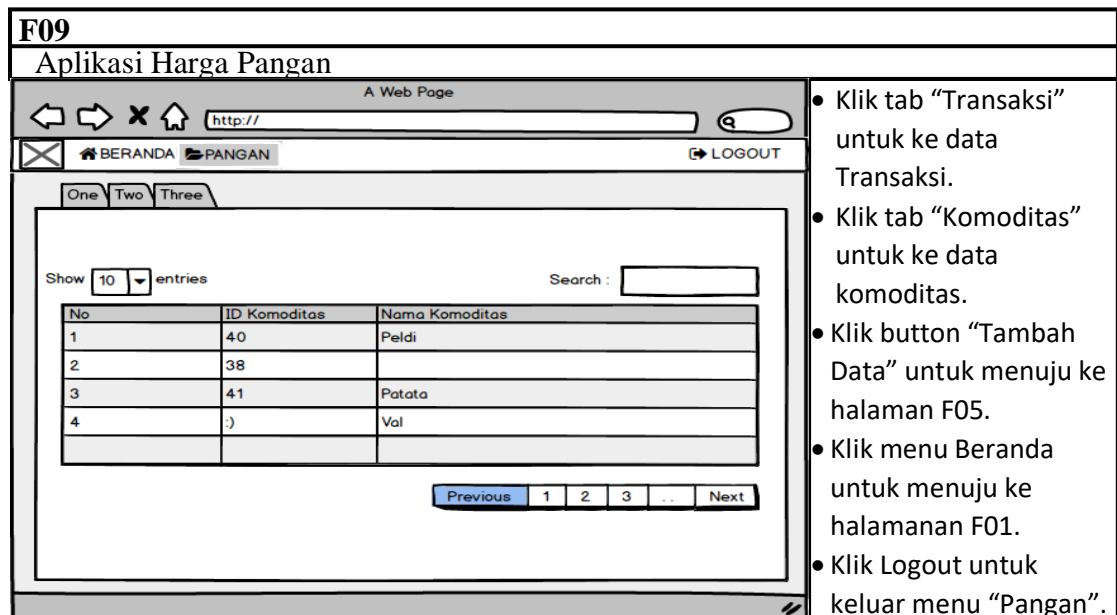 F09
Aplikasi Harga Pangan
A Web Page
http://
BERANDA PANGAN LOGOUT
One Two Three
Show 10 entries Search :
No ID Komoditas Nama Komoditas
1 40 Peldi
2 38
3 41 Patata
4 :) Val
Previous 1 2 3 .. Next
• Klik tab “Transaksi”
untuk ke data
Transaksi.
• Klik tab “Komoditas”
untuk ke data
komoditas.
• Klik button “Tambah
Data” untuk menuju ke
halaman F05.
• Klik menu Beranda
untuk menuju ke
halamanan F01.
• Klik Logout untuk
keluar menu “Pangan”.